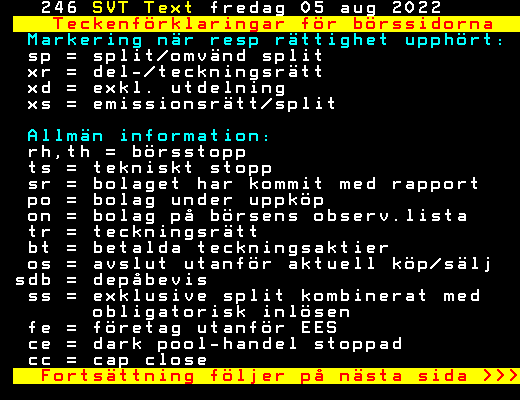 246 SVT Text fredag 05 aug 2022
Teckenförklaringar för börssidorna
Markering när resp rättighet upphört:
sp = split/omvänd split
xr = del-/teckningsrätt
xd = exkl. utdelning
xs = emissionsrätt/split
Allmän information:
rh,th = börsstopp
ts = tekniskt stopp
sr = bolaget har kommit med rapport
po = bolag under uppköp
on = bolag på börsens observ.lista
tr = teckningsrätt
bt = betalda teckningsaktier
os = avslut utanför aktuell köp/sälj
sdb = depåbevis
ss = exklusive split kombinerat med
obligatorisk inlösen
fe = företag utanför EES
ce = dark pool-handel stoppad
cc = cap close
Fortsättning följer på nästa sida >>>